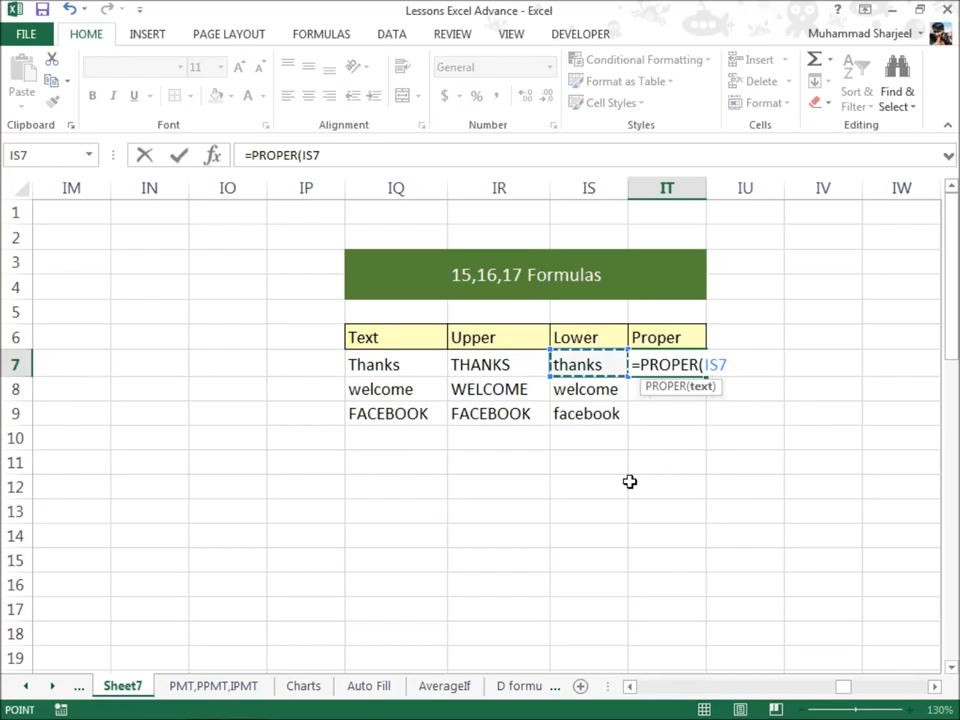 Lessons Excel Advance - Excel
FILE HOME INSERT PAGE LAYOUT FORMULAS DATA REVIEW VIEW DEVELOPER Muhammad Sharjeel
Paste
11
B I U A
General
$ % ,
Conditional Formatting
Format as Table
Cell Styles
Insert
Delete
Format
Sort & Filter
Find & Select
Clipboard Font Alignment Number Styles Cells Editing
IS7 fx =PROPER(IS7
IM IN IO IP IQ IR IS IT IU IV IW
1
2
3
15,16,17 Formulas
4
5
6 Text Upper Lower Proper
7 Thanks THANKS thanks =PROPER(IS7
PROPER(text)
8 welcome WELCOME welcome
9 FACEBOOK FACEBOOK facebook
10
11
12
13
14
15
16
17
18
19
... Sheet7 PMT,PPMT,IPMT Charts Auto Fill AverageIf D formu ...
POINT 130%